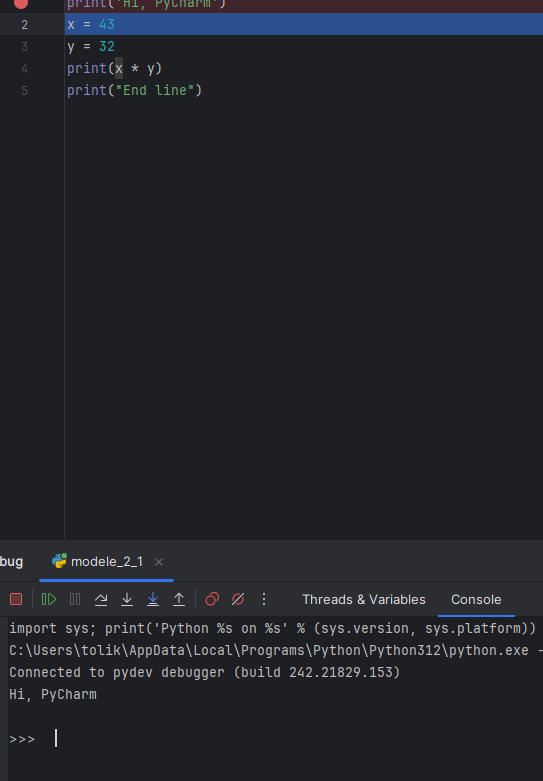 print('Hi, PyCharm')
2 x = 43
3 y = 32
4 print(x * y)
5 print("End line")
bug modele_2_1
Threads & Variables Console
import sys; print('Python %s on %s' % (sys.version, sys.platform))
C:\Users\tolik\AppData\Local\Programs\Python\Python312\python.exe -
Connected to pydev debugger (build 242.21829.153)
Hi, PyCharm
>>>